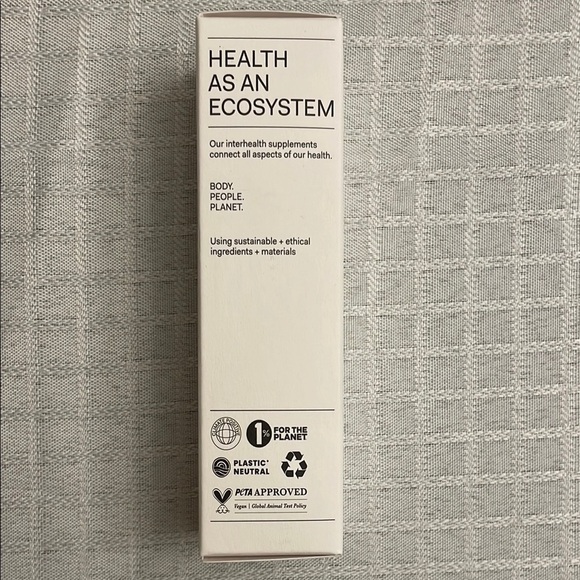 HEALTH
AS AN
ECOSYSTEM
Our interhealth supplements
connect all aspects of our health.
BODY.
PEOPLE.
PLANET.
Using sustainable + ethical
ingredients + materials
1% FOR THE
PLANET
PLASTIC
NEUTRAL
PETA APPROVED
Vegan | Global Animal Test Policy